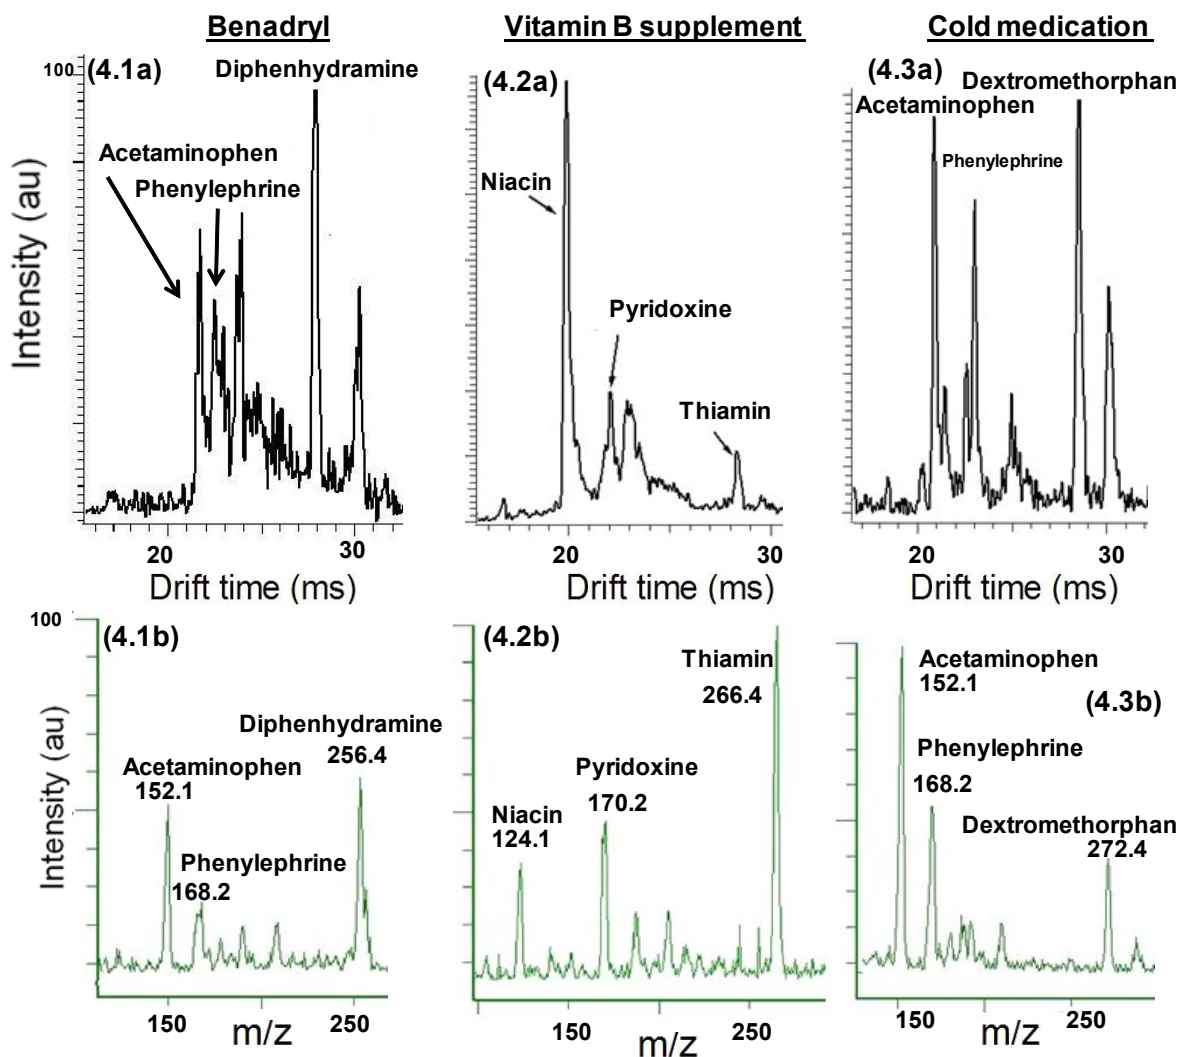 Benadryl
Vitamin B supplement
Cold medication
(4.1a)
Diphenhydramine
100
Acetaminophen
Phenylephrine
Intensity (au)
20
30
Drift time (ms)
(4.2a)
Niacin
Pyridoxine
Thiamin
20
30
Drift time (ms)
(4.3a)
Dextromethorphan
Acetaminophen
Phenylephrine
20
30
Drift time (ms)
100
(4.1b)
Intensity (au)
Diphenhydramine
256.4
Acetaminophen
152.1
Phenylephrine
168.2
150
250
m/z
(4.2b)
Thiamin
266.4
Pyridoxine
170.2
Niacin
124.1
150
250
m/z
Acetaminophen
152.1
(4.3b)
Phenylephrine
168.2
Dextromethorphan
272.4
150
250
m/z